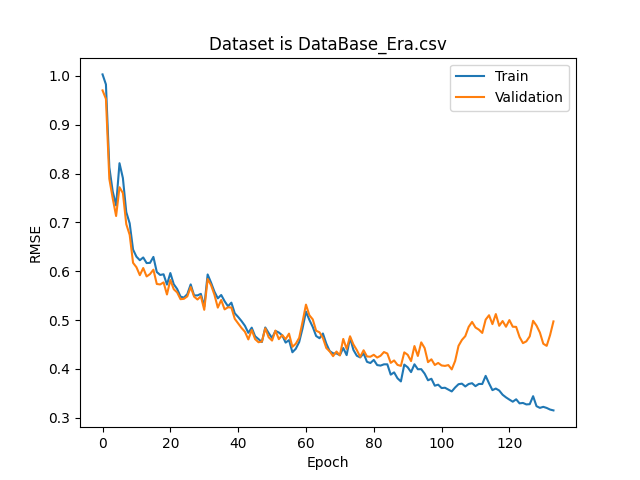 Dataset is DataBase_Era.csv
Train
Validation
1.0
0.9
0.8
0.7
0.6
0.5
0.4
0.3
RMSE
0 20 40 60 80 100 120
Epoch